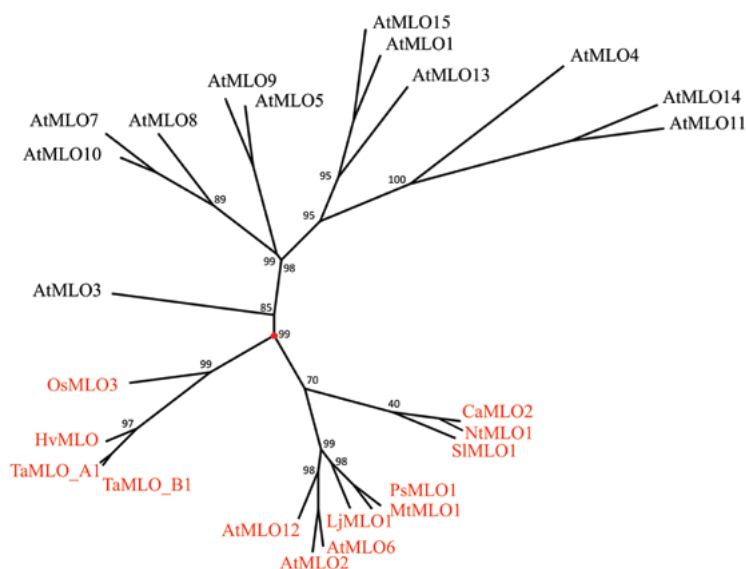 AtMLO15
AtMLO1
AtMLO4
AtMLO9
AtMLO13
AtMLO5
AtMLO14
AtMLO7
AtMLO8
AtMLO11
AtMLO10
95
100
89
95
99
98
AtMLO3
85
99
99
OsMLO3
70
40
CaMLO2
97
NtMLO1
HvMLO
SlMLO1
99
98
98
TaMLO_A1
TaMLO_B1
PsMLO1
MtMLO1
LjMLO1
AtMLO12
AtMLO6
AtMLO2